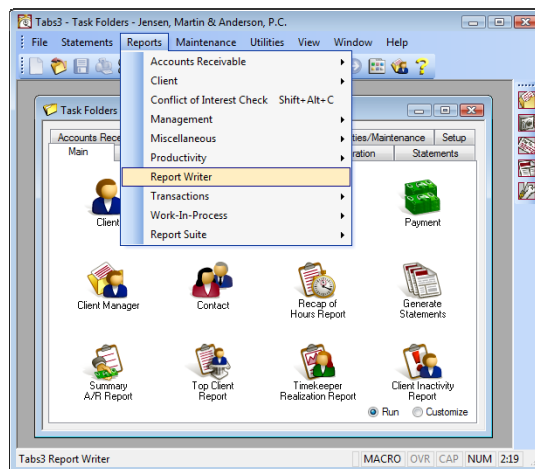 Tabs3 - Task Folders - Jensen, Martin & Anderson, P.C.
File Statements Reports Maintenance Utilities View Window Help
Accounts Receivable
Client
Conflict of Interest Check Shift+Alt+C
Management
Miscellaneous
Productivity
Report Writer
Transactions
Work-In-Process
Report Suite
Task Folders
Accounts Rece
ties/Maintenance Setup
Main
ration Statements
Client
Payment
Client Manager
Contact
Recap of
Hours Report
Generate
Statements
Summary
A/R Report
Top Client
Report
Timekeeper
Realization Report
Client Inactivity
Report
Run Customize
Tabs3 Report Writer
MACRO OVR CAP NUM 2:19